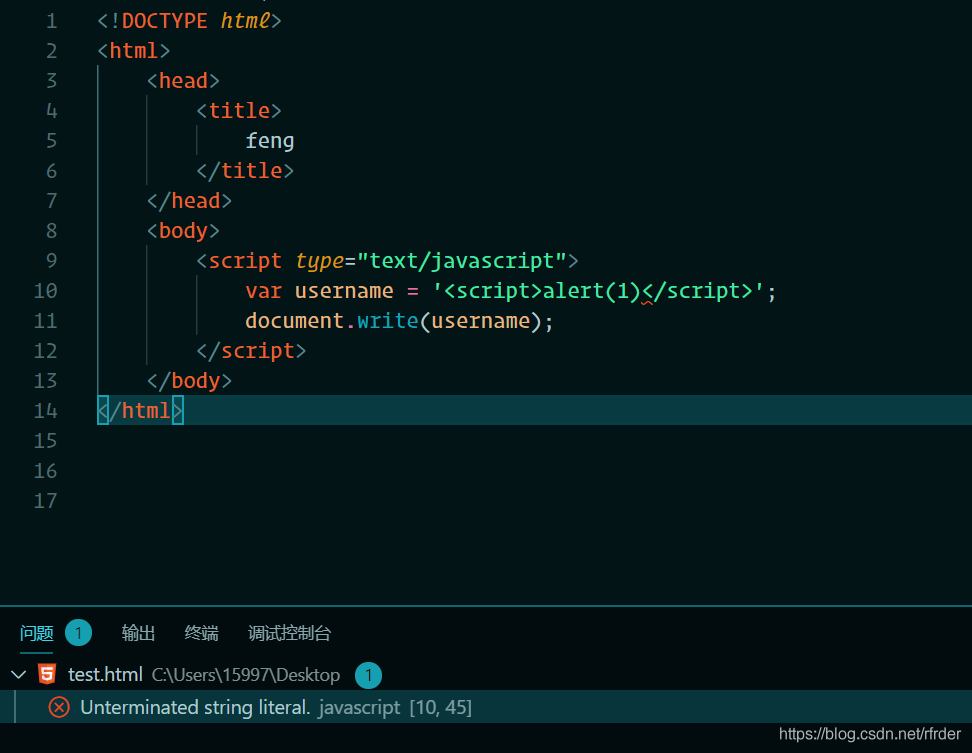 1 <!DOCTYPE html>
2 <html>
3     <head>
4         <title>
5             feng
6         </title>
7     </head>
8     <body>
9         <script type="text/javascript">
10             var username = '<script>alert(1)</script>';
11             document.write(username);
12         </script>
13     </body>
14 </html>
15
16
17
问题 1 输出 终端 调试控制台
test.html C:\Users\15997\Desktop 1
Unterminated string literal. javascript [10, 45]
https://blog.csdn.net/rfrder